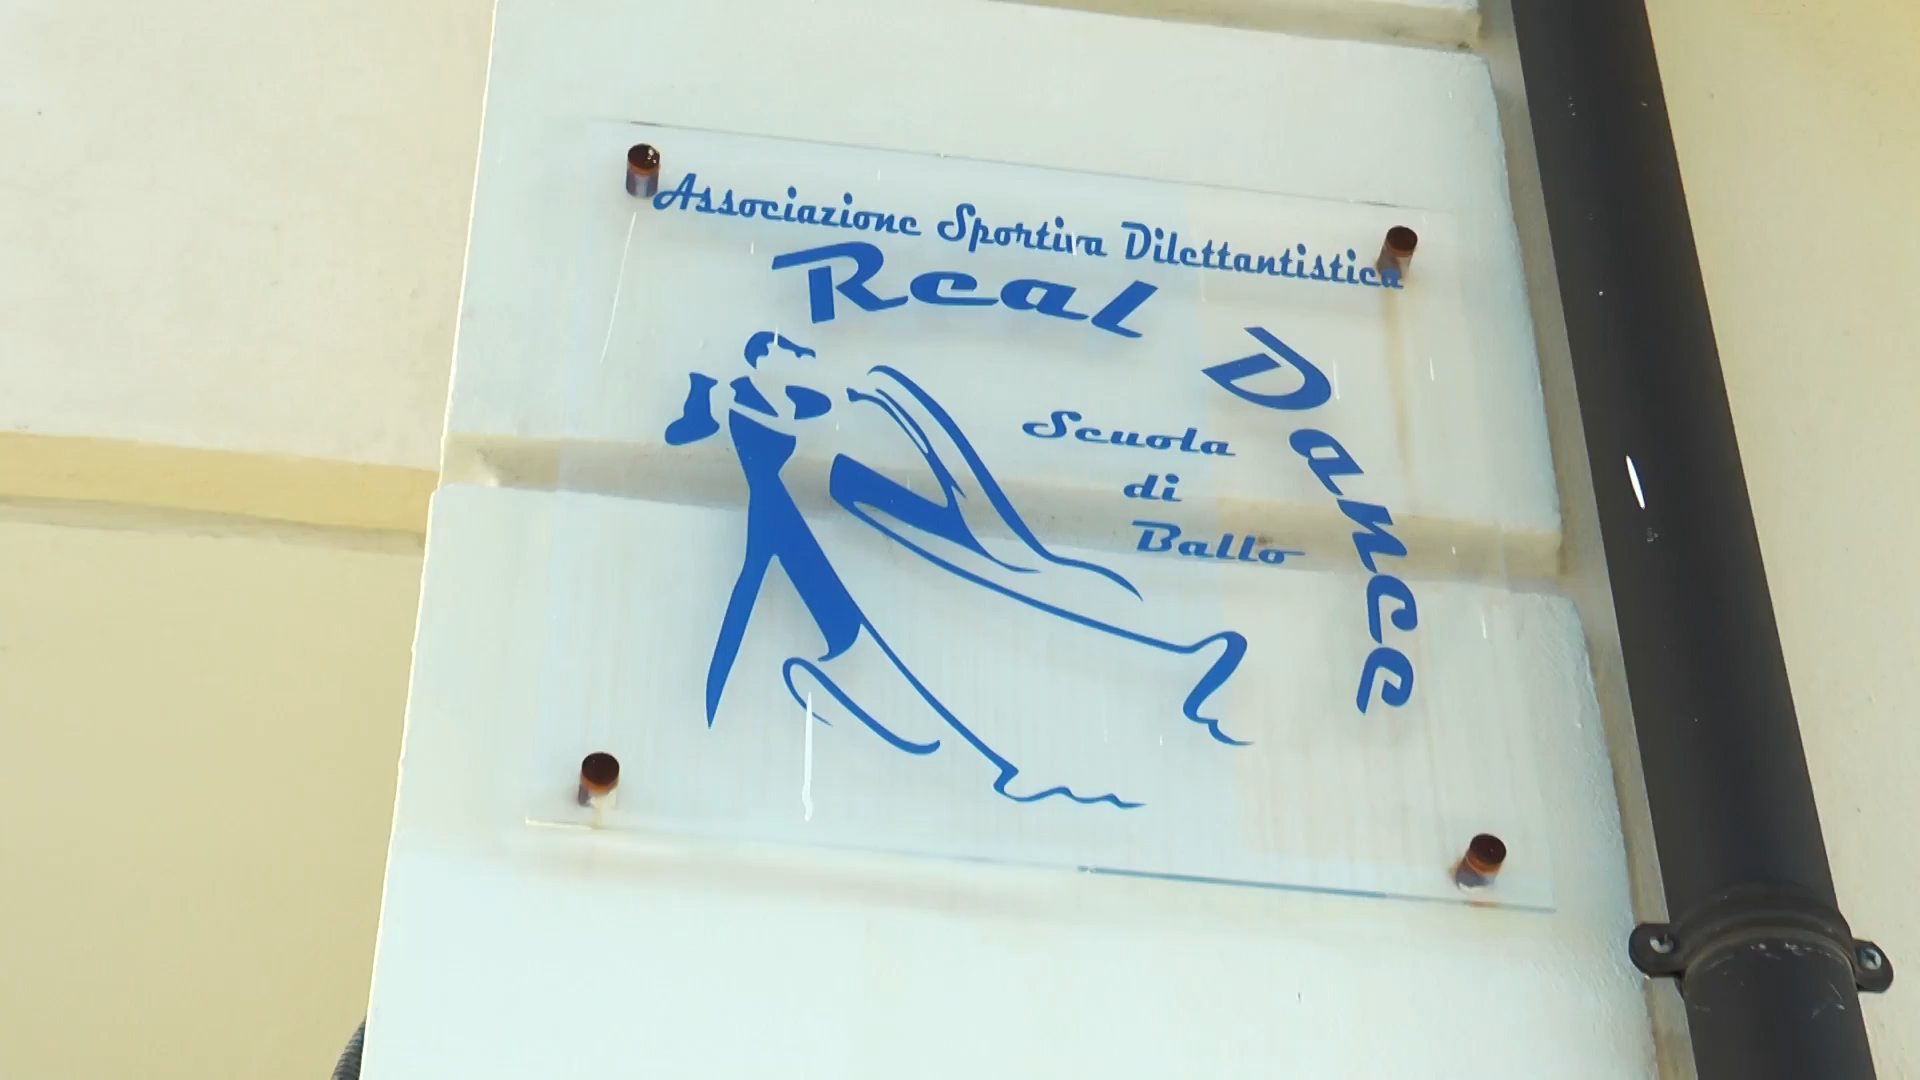 Associazione Sportiva Dilettantistica
Real Dance
Scuola
di
Ballo